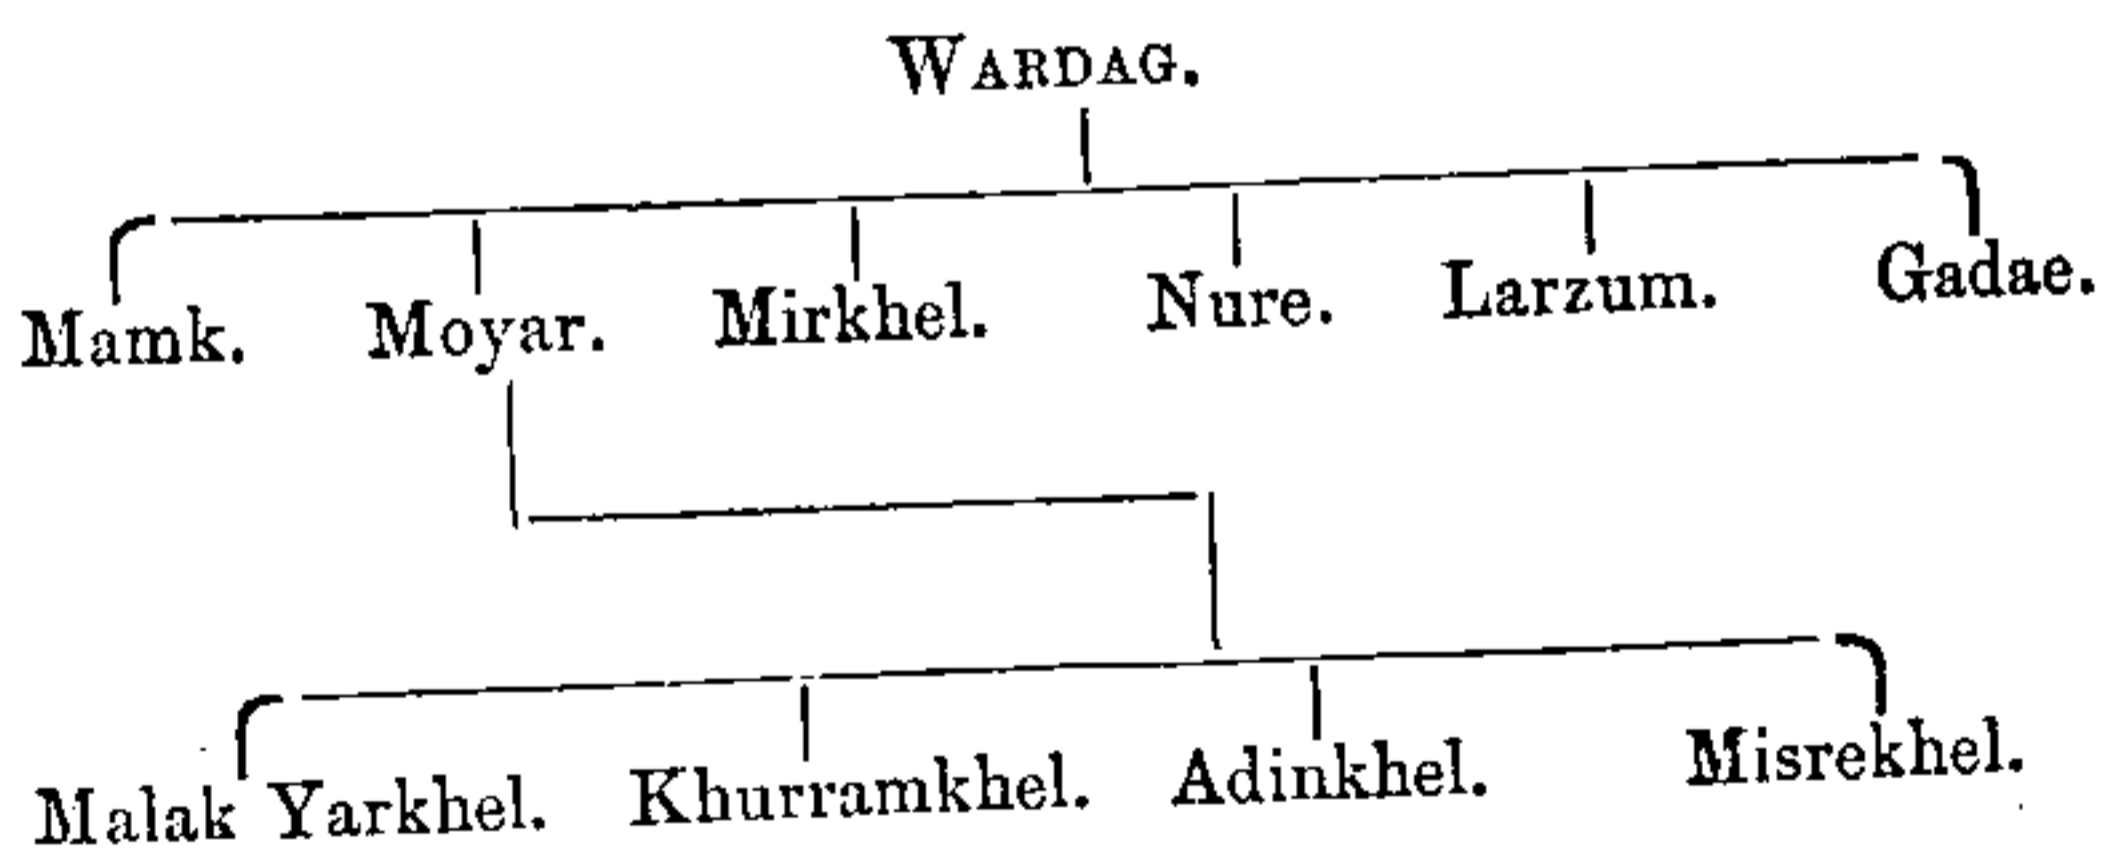 WARDAG.
Mamk. Moyar. Mirkhel. Nure. Larzum. Gadae.
Malak Yarkhel. Khurramkhel. Adinkhel. Misrekhel.